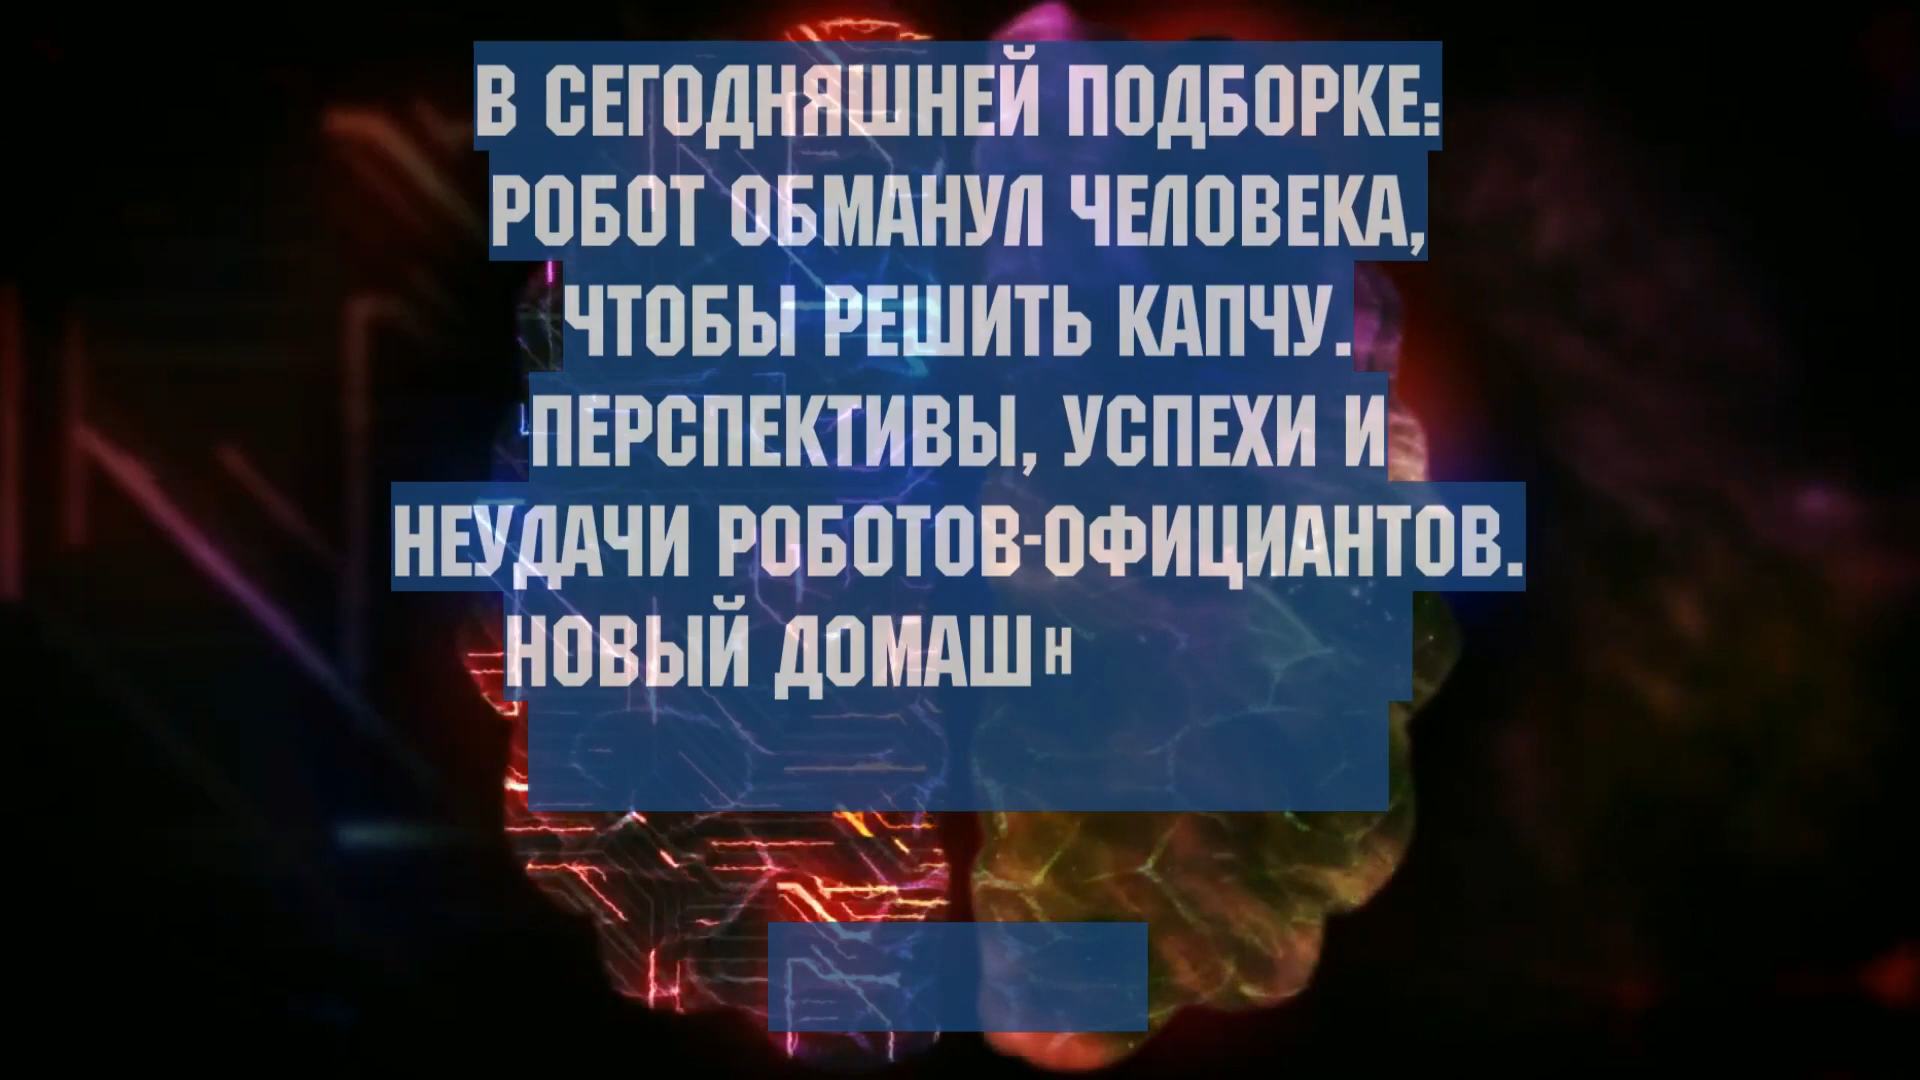 В СЕГОДНЯШНЕЙ ПОДБОРКЕ:
РОБОТ ОБМАНУЛ ЧЕЛОВЕКА,
ЧТОБЫ РЕШИТЬ КАПЧУ.
ПЕРСПЕКТИВЫ, УСПЕХИ И
НЕУДАЧИ РОБОТОВ-ОФИЦИАНТОВ.
НОВЫЙ ДОМАШН